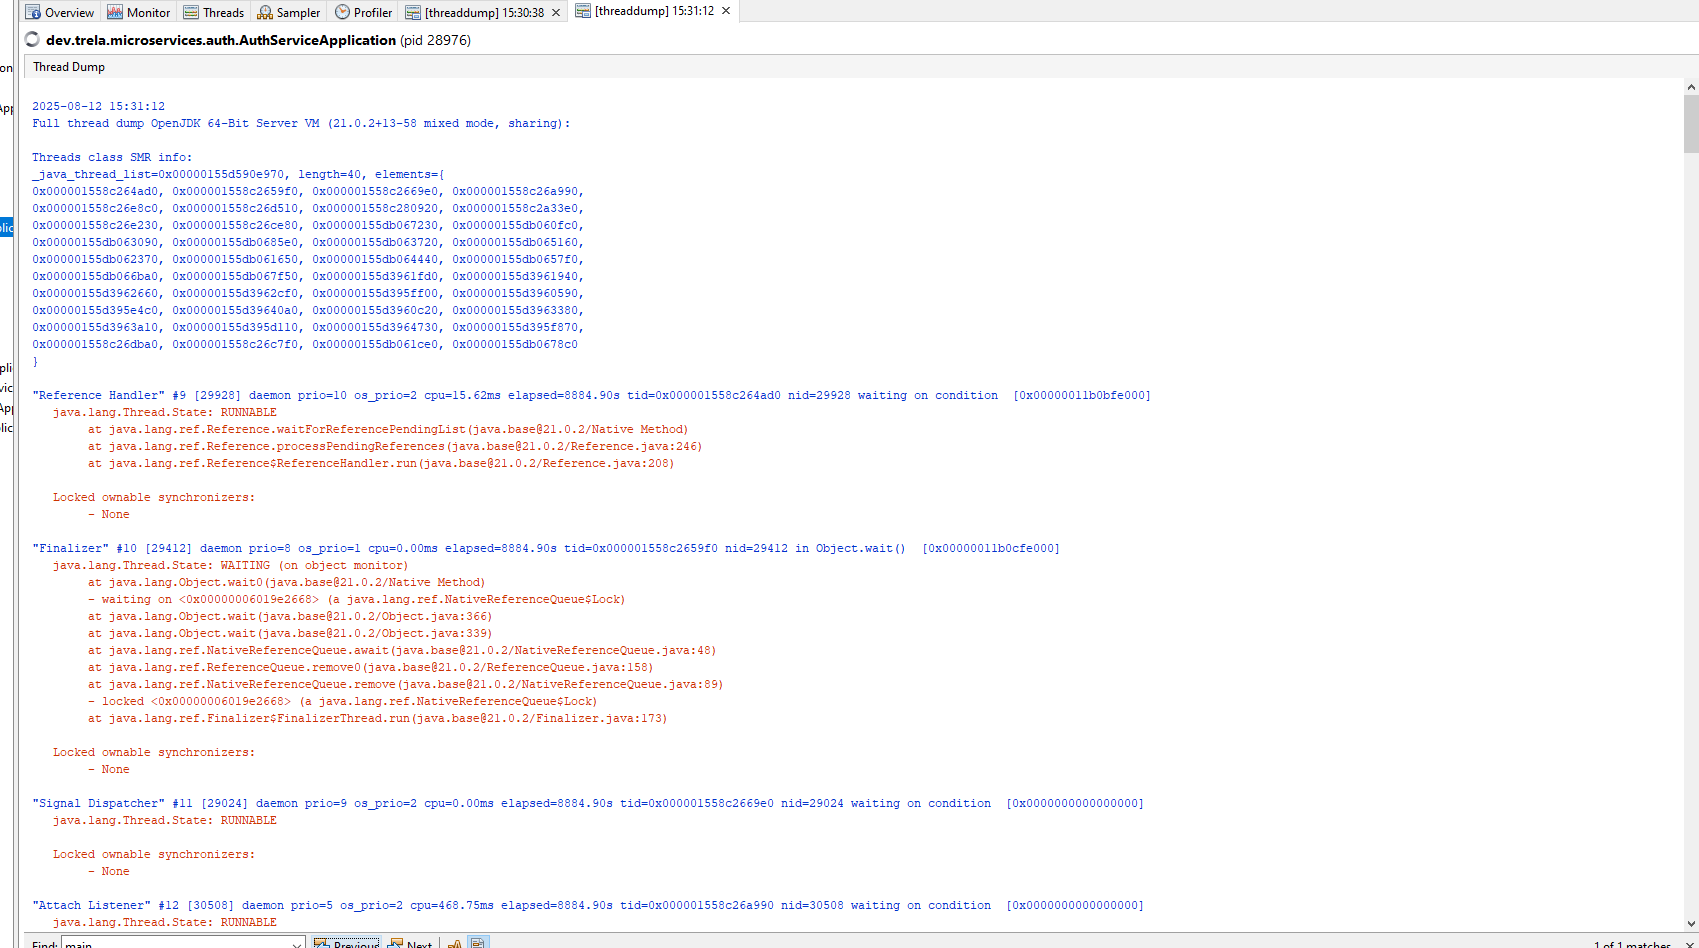 Overview Monitor Threads Sampler Profiler [threaddump] 15:30:38 [threaddump] 15:31:12
dev.trela.microservices.auth.AuthServiceApplication (pid 28976)
Thread Dump
2025-08-12 15:31:12
Full thread dump OpenJDK 64-Bit Server VM (21.0.2+13-58 mixed mode, sharing):
Threads class SMR info:
_java_thread_list=0x00000155d590e970, length=40, elements={
0x000001558c264ad0, 0x000001558c2659f0, 0x000001558c2669e0, 0x000001558c26a990,
0x000001558c26e8c0, 0x000001558c26d510, 0x000001558c280920, 0x000001558c2a33e0,
0x000001558c26e230, 0x000001558c26ce80, 0x00000155db067230, 0x00000155db060fc0,
0x00000155db063090, 0x00000155db0685e0, 0x00000155db063720, 0x00000155db065160,
0x00000155db062370, 0x00000155db061650, 0x00000155db064440, 0x00000155db0657f0,
0x00000155db066ba0, 0x00000155db067f50, 0x00000155d3961fd0, 0x00000155d3961940,
0x00000155d3962660, 0x00000155d3962cf0, 0x00000155d395ff00, 0x00000155d3960590,
0x00000155d395e4c0, 0x00000155d39640a0, 0x00000155d3960c20, 0x00000155d3963380,
0x00000155d3963a10, 0x00000155d395d110, 0x00000155d3964730, 0x00000155d395f870,
0x000001558c26dba0, 0x000001558c26c7f0, 0x00000155db061ce0, 0x00000155db0678c0
}
"Reference Handler" #9 [29928] daemon prio=10 os_prio=2 cpu=15.62ms elapsed=8884.90s tid=0x000001558c264ad0 nid=29928 waiting on condition [0x00000011b0bfe000]
java.lang.Thread.State: RUNNABLE
at java.lang.ref.Reference.waitForReferencePendingList(java.base@21.0.2/Native Method)
at java.lang.ref.Reference.processPendingReferences(java.base@21.0.2/Reference.java:246)
at java.lang.ref.Reference$ReferenceHandler.run(java.base@21.0.2/Reference.java:208)
Locked ownable synchronizers:
- None
"Finalizer" #10 [29412] daemon prio=8 os_prio=1 cpu=0.00ms elapsed=8884.90s tid=0x000001558c2659f0 nid=29412 in Object.wait() [0x00000011b0cfe000]
java.lang.Thread.State: WAITING (on object monitor)
at java.lang.Object.wait0(java.base@21.0.2/Native Method)
- waiting on <0x00000006019e2668> (a java.lang.ref.NativeReferenceQueue$Lock)
at java.lang.Object.wait(java.base@21.0.2/Object.java:366)
at java.lang.Object.wait(java.base@21.0.2/Object.java:339)
at java.lang.ref.NativeReferenceQueue.await(java.base@21.0.2/NativeReferenceQueue.java:48)
at java.lang.ref.ReferenceQueue.remove0(java.base@21.0.2/ReferenceQueue.java:158)
at java.lang.ref.NativeReferenceQueue.remove(java.base@21.0.2/NativeReferenceQueue.java:89)
- locked <0x00000006019e2668> (a java.lang.ref.NativeReferenceQueue$Lock)
at java.lang.ref.Finalizer$FinalizerThread.run(java.base@21.0.2/Finalizer.java:173)
Locked ownable synchronizers:
- None
"Signal Dispatcher" #11 [29024] daemon prio=9 os_prio=2 cpu=0.00ms elapsed=8884.90s tid=0x000001558c2669e0 nid=29024 waiting on condition [0x0000000000000000]
java.lang.Thread.State: RUNNABLE
Locked ownable synchronizers:
- None
"Attach Listener" #12 [30508] daemon prio=5 os_prio=2 cpu=468.75ms elapsed=8884.90s tid=0x000001558c26a990 nid=30508 waiting on condition [0x0000000000000000]
java.lang.Thread.State: RUNNABLE
Find: main Previous Next 1 of 1 matches